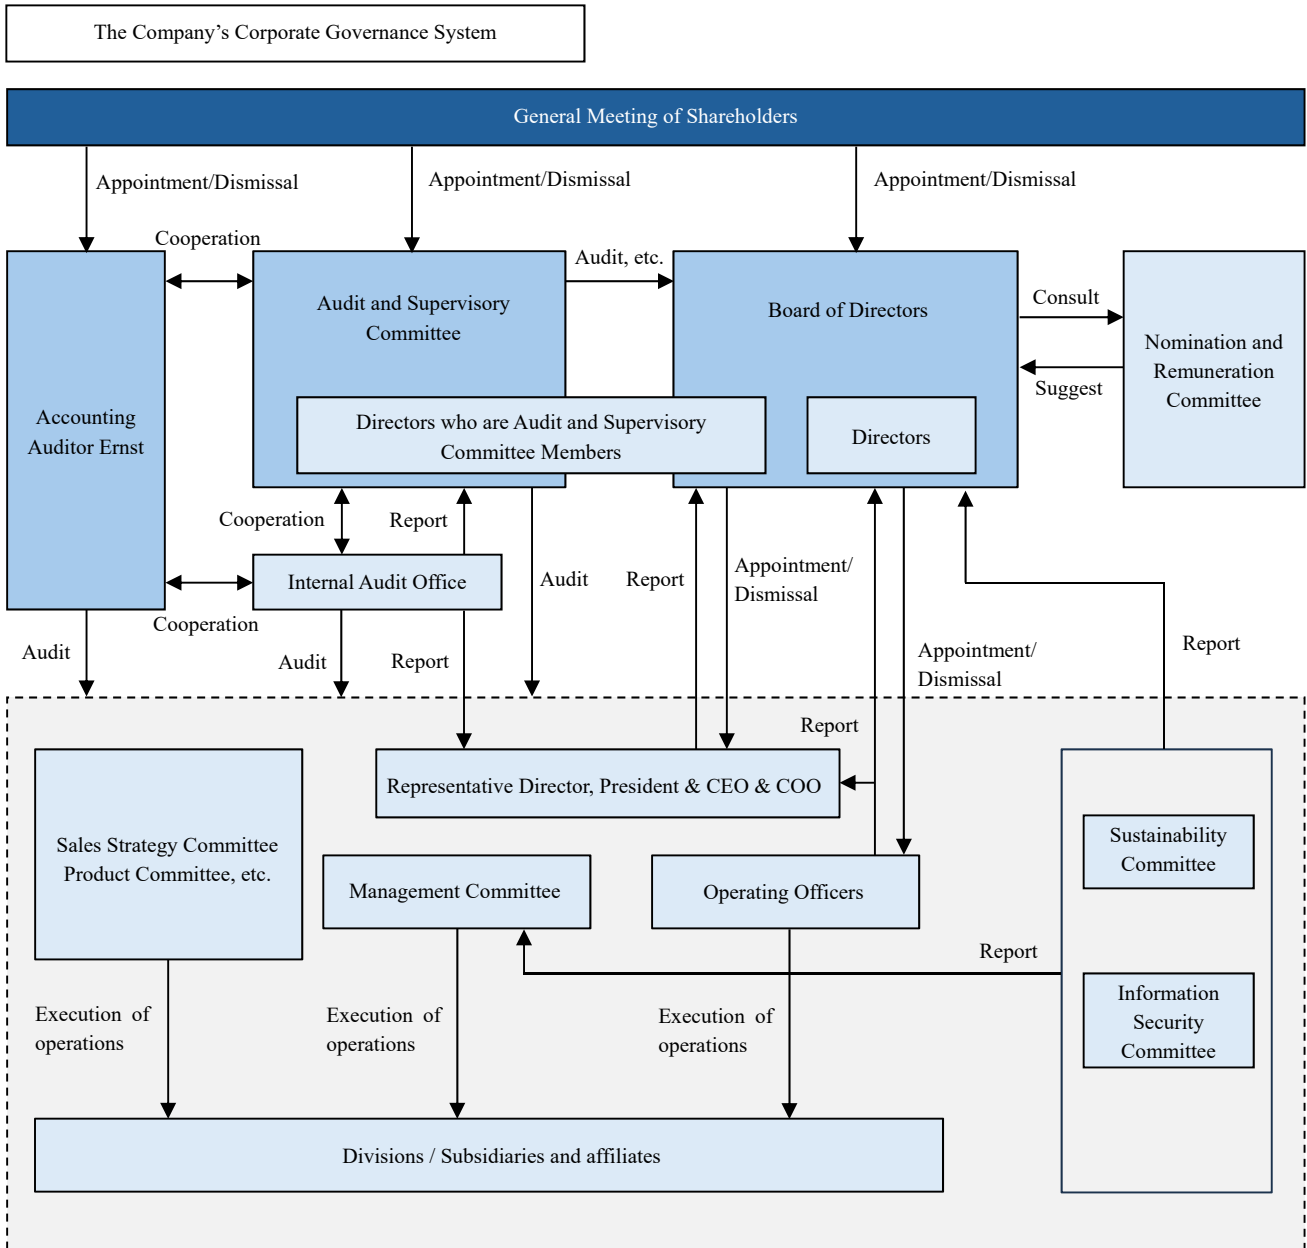 The Company’s Corporate Governance System
General Meeting of Shareholders
Appointment/Dismissal
Appointment/Dismissal
Appointment/Dismissal
Cooperation
Audit, etc.
Audit and Supervisory
Committee
Board of Directors
Consult
Suggest
Nomination and
Remuneration
Committee
Accounting
Auditor Ernst
Directors who are Audit and Supervisory
Committee Members
Directors
Cooperation
Report
Internal Audit Office
Cooperation
Audit
Report
Appointment/
Dismissal
Audit
Audit
Report
Appointment/
Dismissal
Report
Report
Representative Director, President & CEO & COO
Sales Strategy Committee
Product Committee, etc.
Management Committee
Operating Officers
Sustainability
Committee
Report
Information
Security
Committee
Execution of
operations
Execution of
operations
Execution of
operations
Divisions / Subsidiaries and affiliates